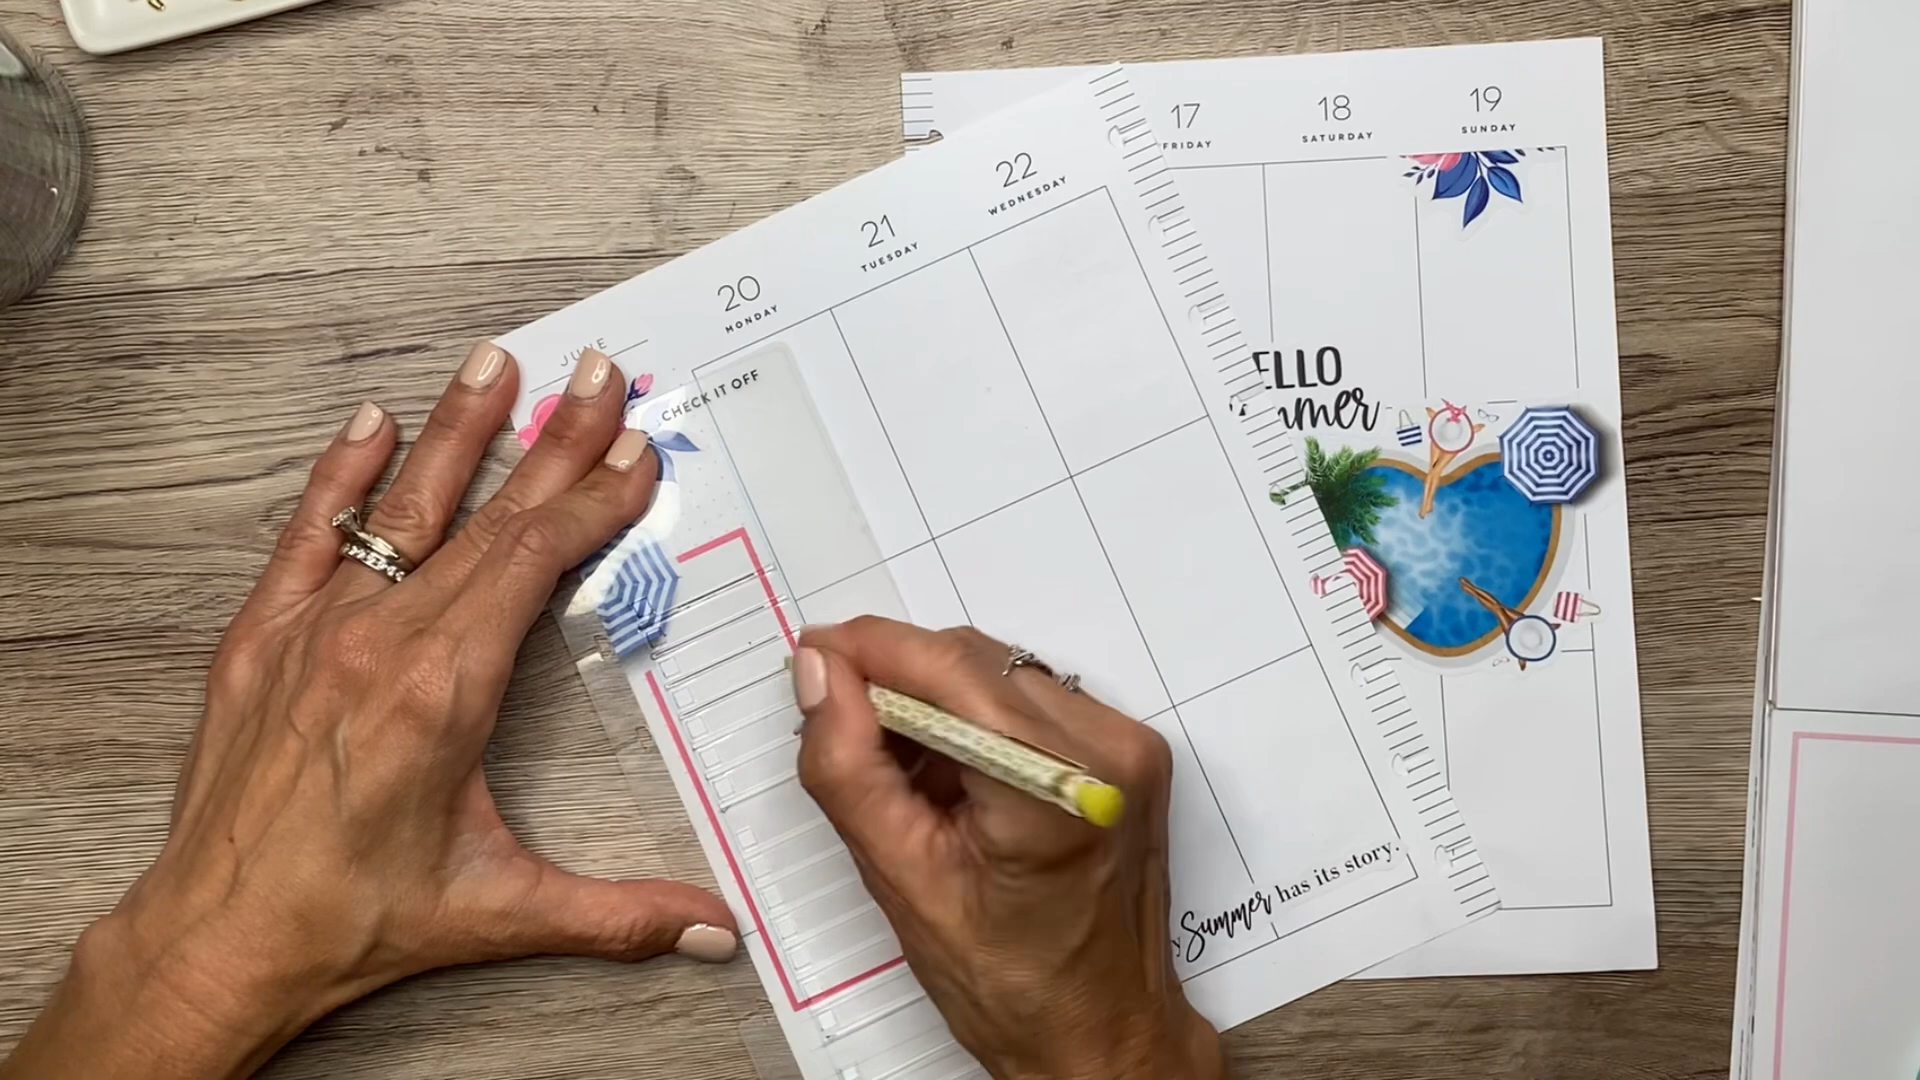 17
FRIDAY
18
SATURDAY
19
SUNDAY
22
WEDNESDAY
21
TUESDAY
20
MONDAY
JUNE
CHECK IT OFF
Summer has its story.